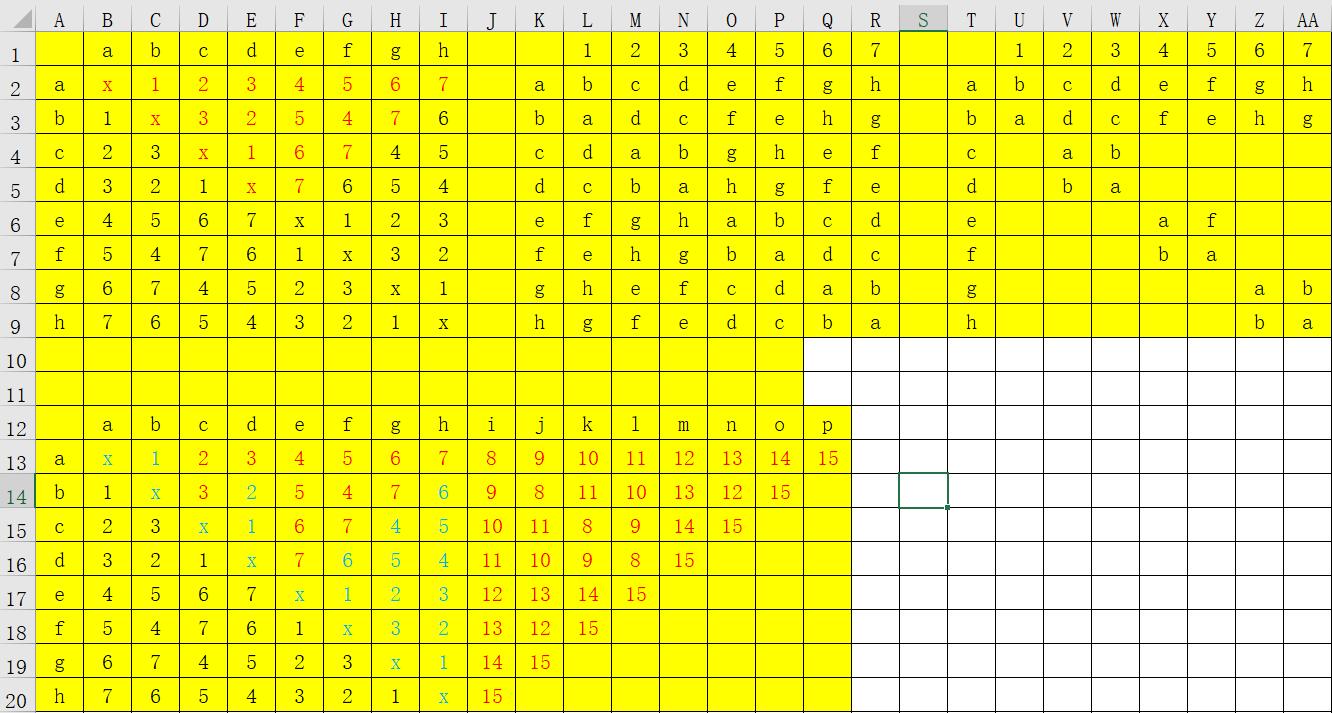 A B C D E F G H I J K L M N O P Q R S T U V W X Y Z AA
1 a b c d e f g h 1 2 3 4 5 6 7 1 2 3 4 5 6 7
2 a x 1 2 3 4 5 6 7 a b c d e f g h a b c d e f g h
3 b 1 x 3 2 5 4 7 6 b a d c f e h g b a d c f e h g
4 c 2 3 x 1 6 7 4 5 c d a b g h e f c a b
5 d 3 2 1 x 7 6 5 4 d c b a h g f e d b a
6 e 4 5 6 7 x 1 2 3 e f g h a b c d e a f
7 f 5 4 7 6 1 x 3 2 f e h g b a d c f b a
8 g 6 7 4 5 2 3 x 1 g h e f c d a b g a b
9 h 7 6 5 4 3 2 1 x h g f e d c b a h b a
10
11
12 a b c d e f g h i j k l m n o p
13 a x 1 2 3 4 5 6 7 8 9 10 11 12 13 14 15
14 b 1 x 3 2 5 4 7 6 9 8 11 10 13 12 15
15 c 2 3 x 1 6 7 4 5 10 11 8 9 14 15
16 d 3 2 1 x 7 6 5 4 11 10 9 8 15
17 e 4 5 6 7 x 1 2 3 12 13 14 15
18 f 5 4 7 6 1 x 3 2 13 12 15
19 g 6 7 4 5 2 3 x 1 14 15
20 h 7 6 5 4 3 2 1 x 15